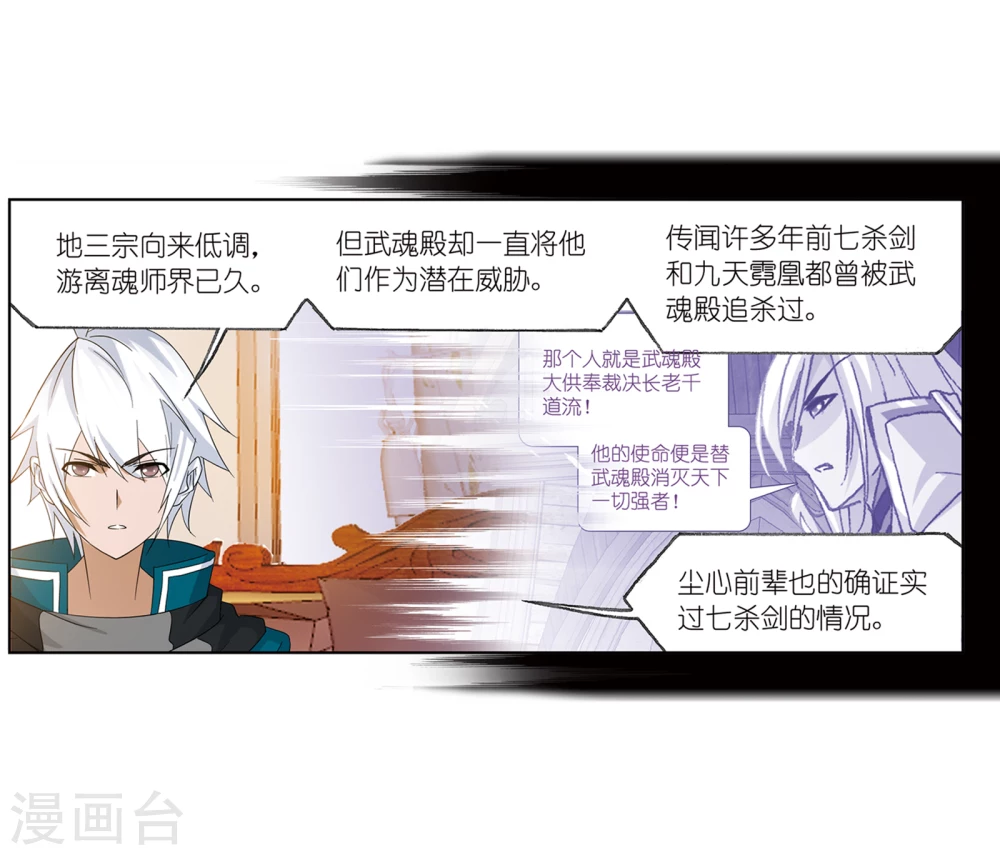 地三宗向来低调，
游离魂师界已久。
但武魂殿却一直将他
们作为潜在威胁。
传闻许多年前七杀剑
和九天霓凰都曾被武
魂殿追杀过。
那个人就是武魂殿
大供奉裁决长老千
道流！
他的使命便是替
武魂殿消灭天下
一切强者！
尘心前辈也的确证实
过七杀剑的情况。
漫画台